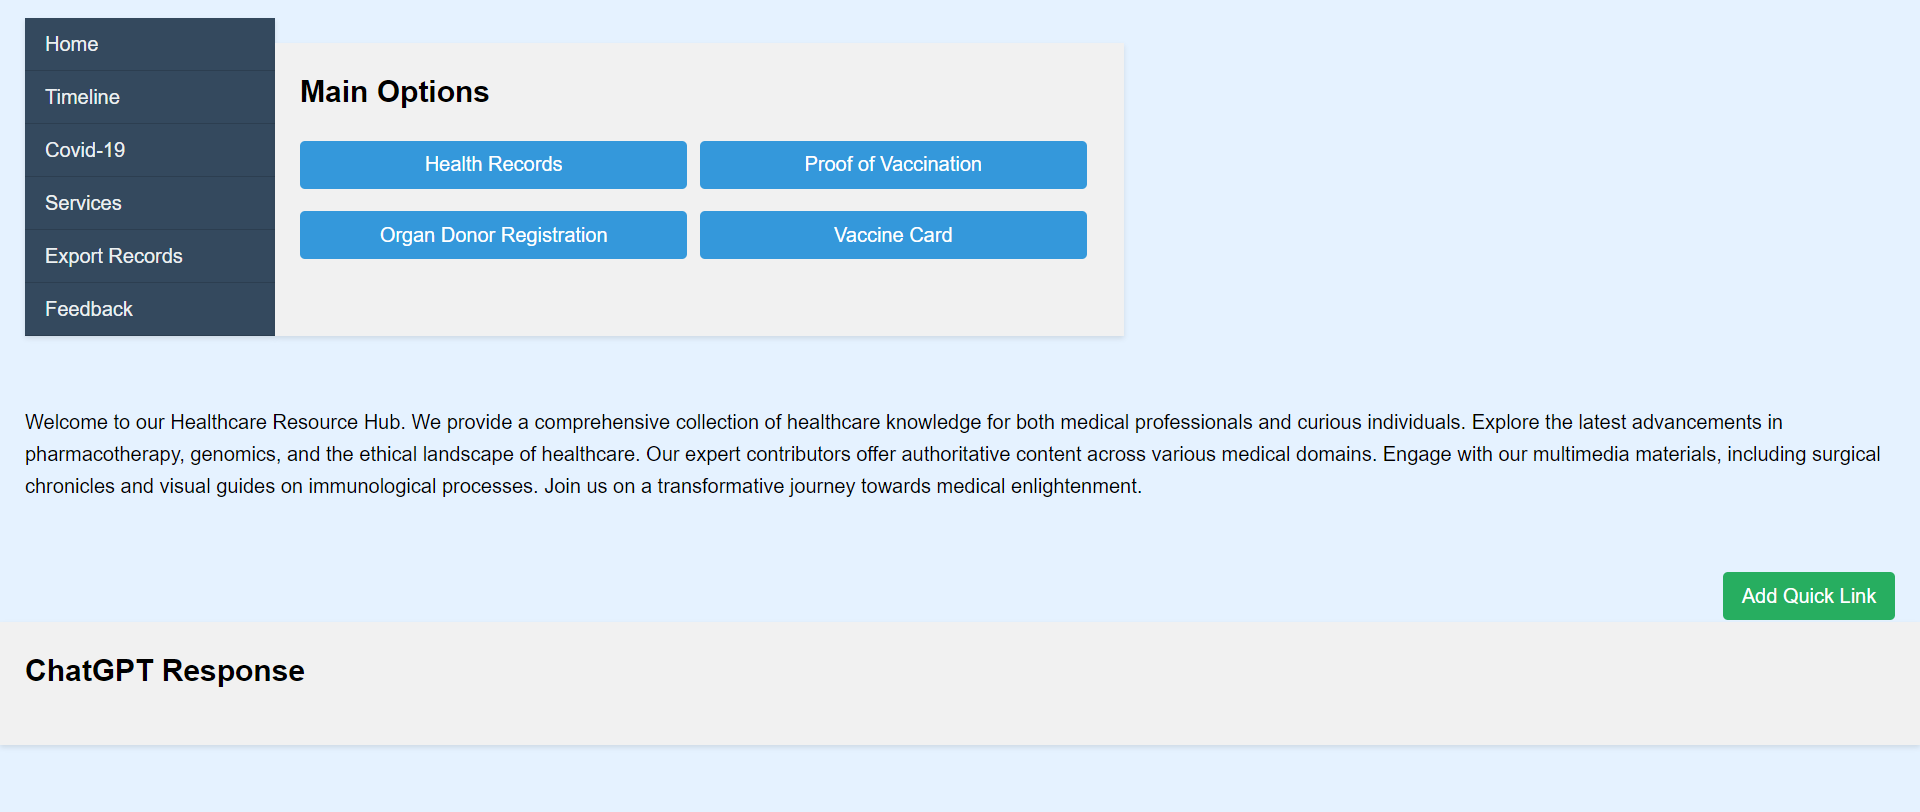 Home
Timeline
Covid-19
Services
Export Records
Feedback
Main Options
Health Records
Proof of Vaccination
Organ Donor Registration
Vaccine Card
Welcome to our Healthcare Resource Hub. We provide a comprehensive collection of healthcare knowledge for both medical professionals and curious individuals. Explore the latest advancements in
pharmacotherapy, genomics, and the ethical landscape of healthcare. Our expert contributors offer authoritative content across various medical domains. Engage with our multimedia materials, including surgical
chronicles and visual guides on immunological processes. Join us on a transformative journey towards medical enlightenment.
Add Quick Link
ChatGPT Response